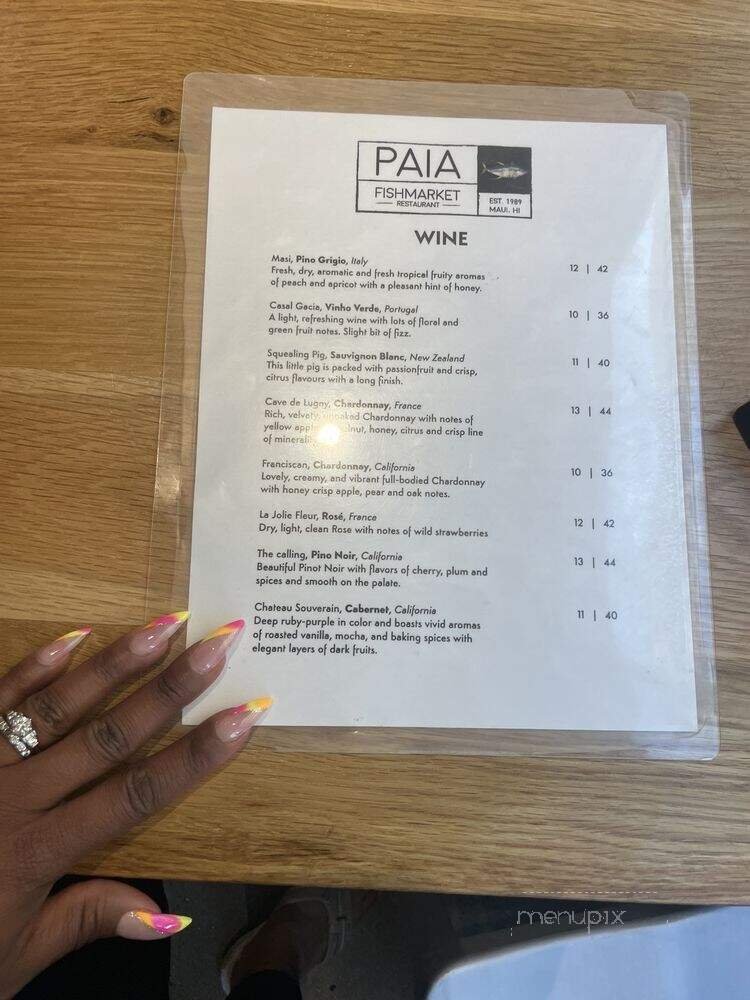 PAIA
FISHMARKET
RESTAURANT
EST. 1989
MAUI, HI
WINE
Masi, Pino Grigio, Italy 12 | 42
Fresh, dry, aromatic and fresh tropical fruity aromas
of peach and apricot with a pleasant hint of honey.
Casal Gacia, Vinho Verde, Portugal 10 | 36
A light, refreshing wine with lots of floral and
green fruit notes. Slight bit of fizz.
Squealing Pig, Sauvignon Blanc, New Zealand 11 | 40
This little pig is packed with passionfruit and crisp,
citrus flavours with a long finish.
Cave de Lugny, Chardonnay, France 13 | 44
Rich, velvety, Chardonnay with notes of
yellow honey, citrus and crisp line
of
Franciscan, Chardonnay, California 10 | 36
Lovely, creamy, and vibrant full-bodied Chardonnay
with honey crisp apple, pear and oak notes.
La Jolie Fleur, Rosé, France 12 | 42
Dry, light, clean Rose with notes of wild strawberries
The calling, Pino Noir, California 13 | 44
Beautiful Pinot Noir with flavors of cherry, plum and
spices and smooth on the palate.
Chateau Souverain, Cabernet, California 11 | 40
Deep ruby-purple in color and boasts vivid aromas
of roasted vanilla, mocha, and baking spices with
elegant layers of dark fruits.
menupix